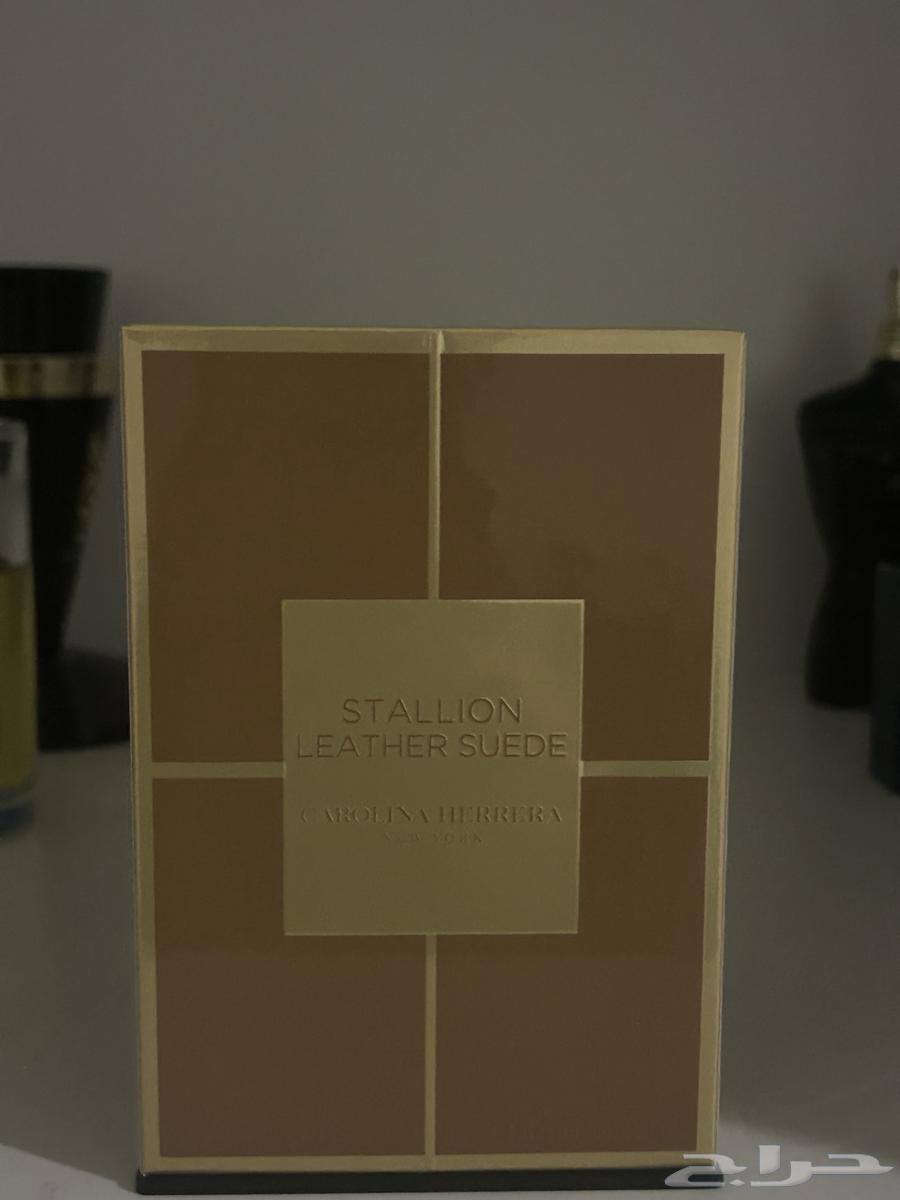 STALLION
LEATHER SUEDE
CAROLINA HERRERA
NEW YORK
حراج